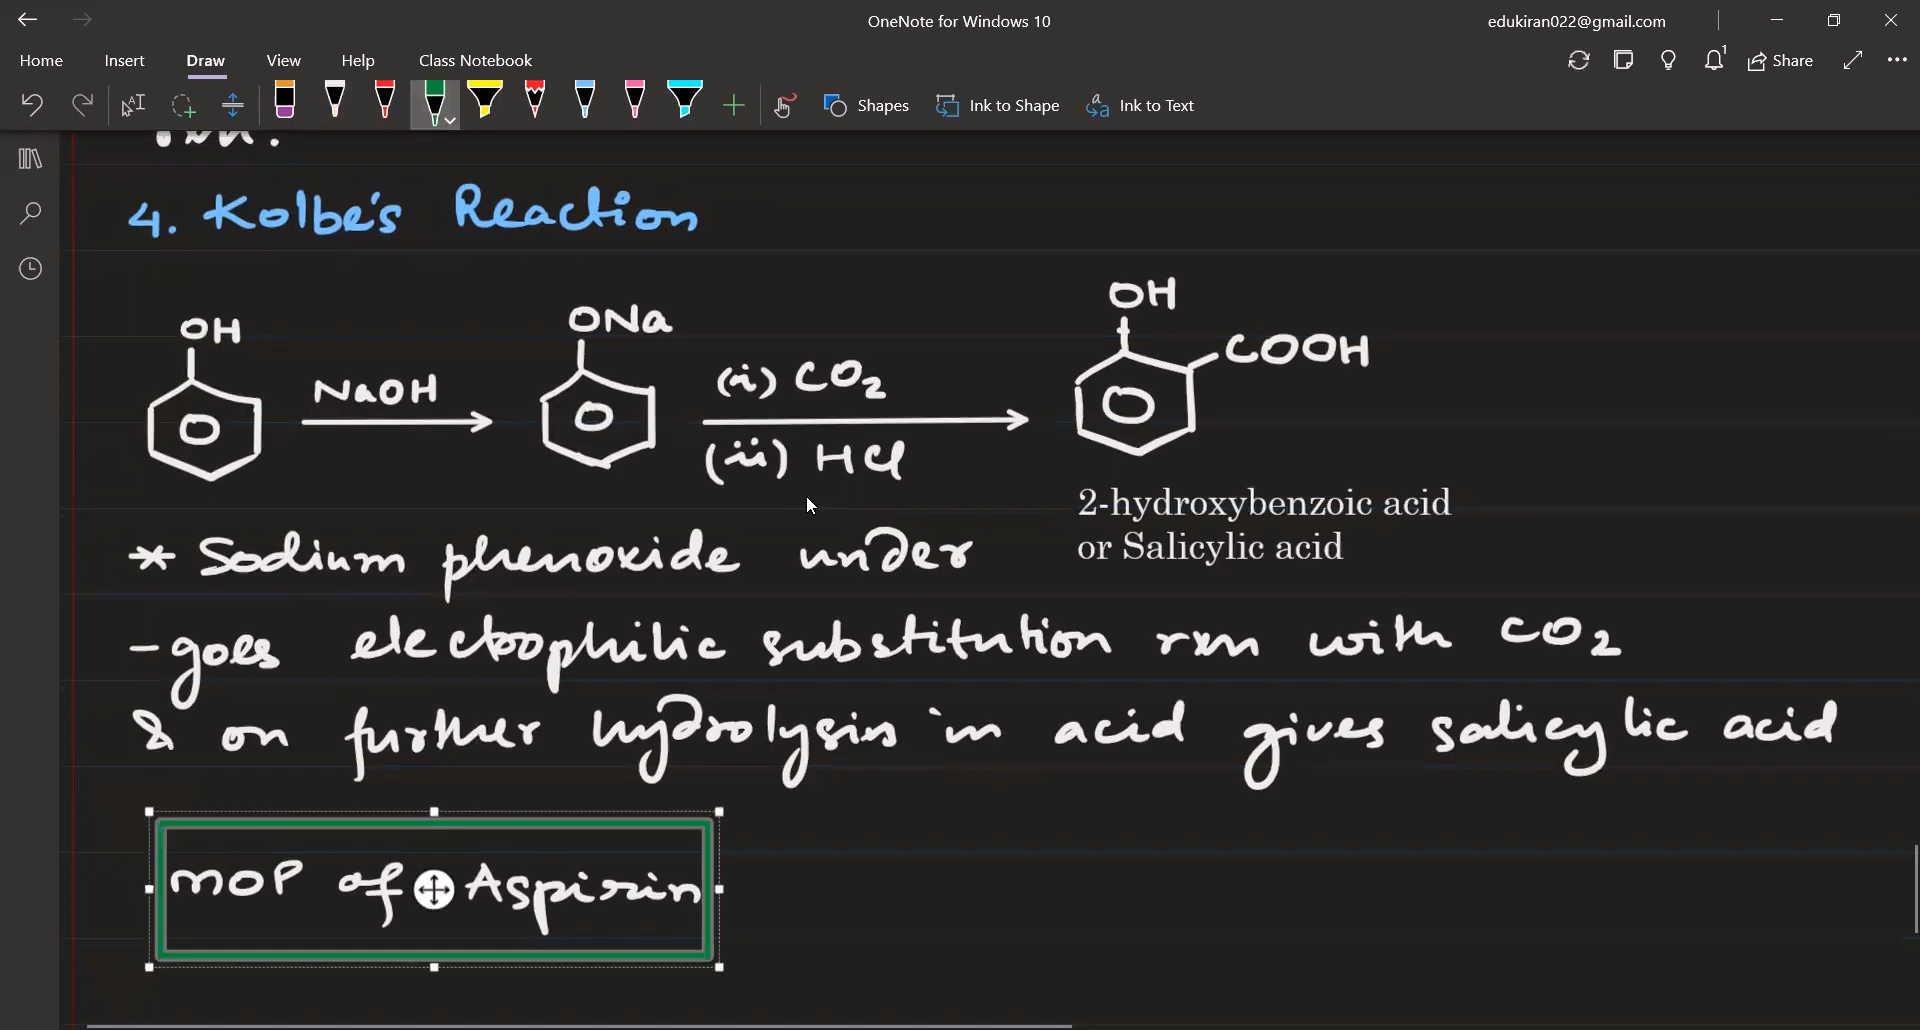 OneNote for Windows 10
edukiran022@gmail.com
Home Insert Draw View Help Class Notebook
1 Share
Shapes Ink to Shape Ink to Text
4. Kolbe's Reaction
OH
NaOH
ONa
(i) CO2
(ii) HCl
OH
COOH
2-hydroxybenzoic acid
or Salicylic acid
* Sodium phenoxide under
-goes electrophilic substitution rxn with CO2
& on further hydrolysis in acid gives salicylic acid
MOP of Aspirin